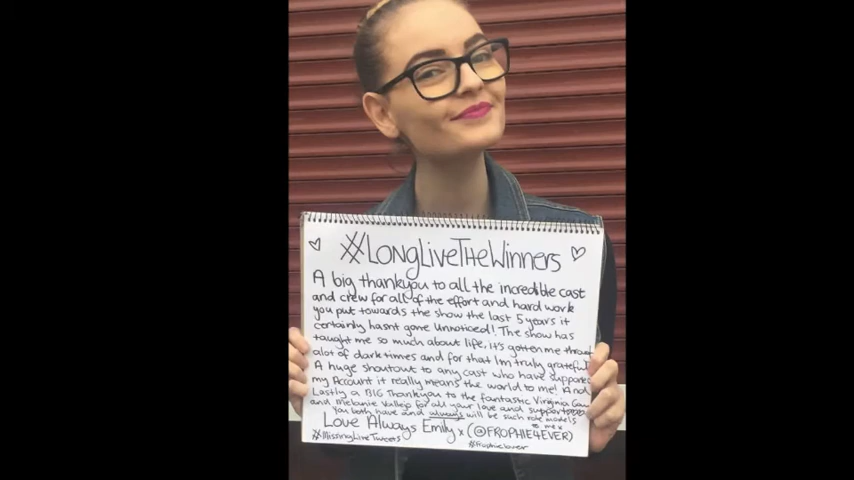 #LONGLIVETHEWINNERS
A big thankyou to all the incredible cast
and crew for all of the effort and hard work
you put towards the show the last 5 years it
certainly hasnt gone Unnoticed! The show has
taught me so much about life, it's gotten me through
alot of dark times and for that Im truly grateful
A huge shoutout to any cast who have supported
my Account it really means the world to me! And
Lastly a BIG Thankyou to the fantastic Virginia
and Melanie Vallejo for all your love and support
You both have and always will be such role models
to me x
Love Always Emily x (@FROPHIE4EVER)
#MissingLiveTweets
#frophielover